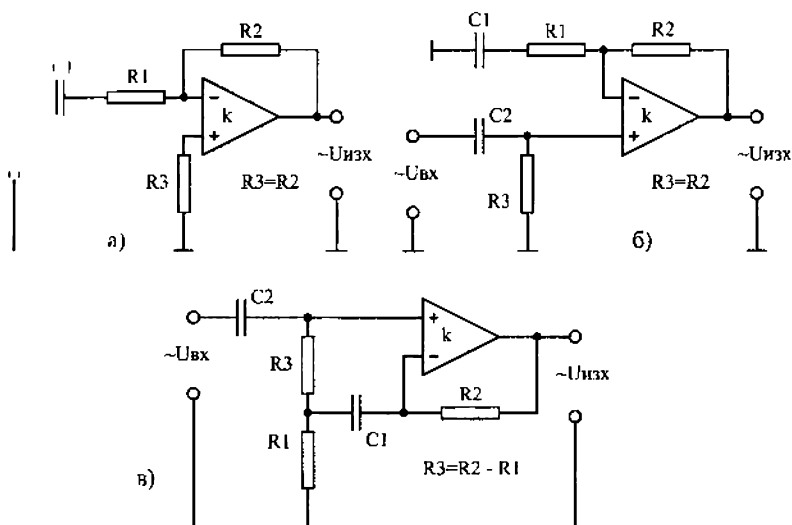 R2
R1
k
R3
~Uизх
R3=R2
а)
C1
R1
R2
C2
k
~Uвх
R3
~Uизх
R3=R2
б)
C2
k
~Uвх
R3
R2
~Uизх
R1
C1
R3=R2 - R1
в)